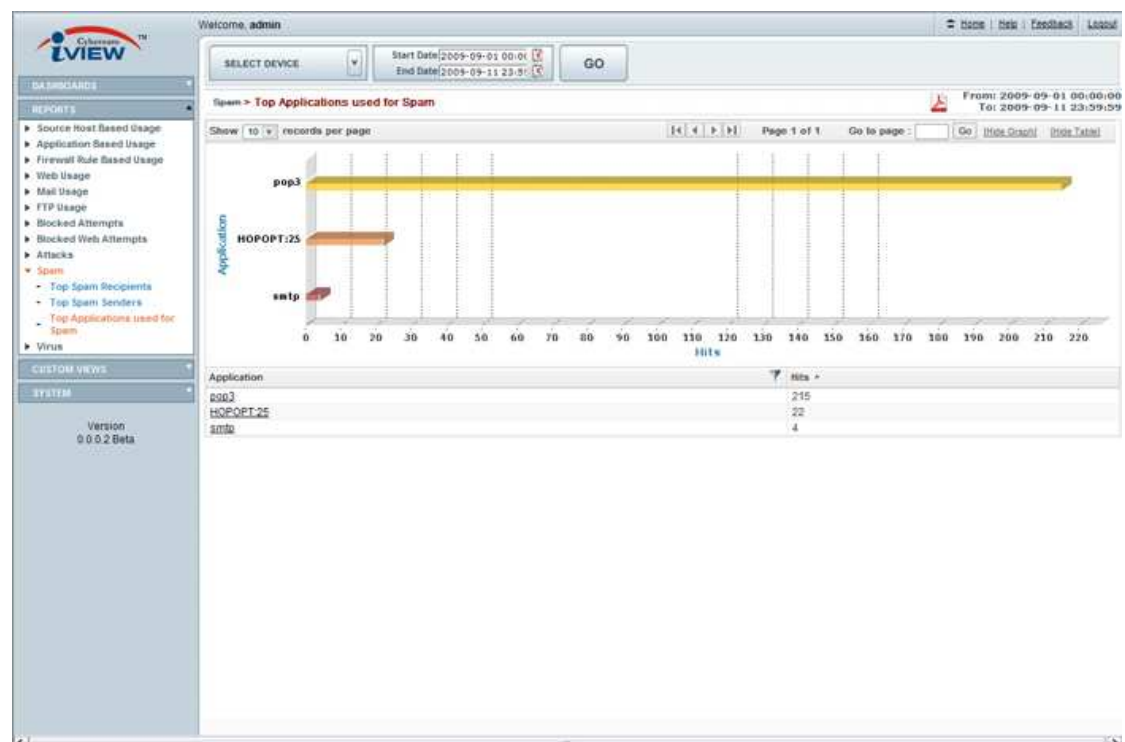 Cyberoam TM
iVIEW
Welcome, admin
Home | Help | Feedback Logout
SELECT DEVICE
Start Date 2009-09-01 00:0
End Date 2009-09-11 23:5
GO
DASHBOARDS
REPORTS
Source Host Based Usage
Application Based Usage
Firewall Rule Based Usage
Web Usage
Mail Usage
FTP Usage
Blocked Attempts
Blocked Web Attempts
Attacks
Spam
- Top Spam Recipients
- Top Spam Senders
- Top Applications used for
Spam
Virus
CUSTOM VIEWS
SYSTEM
Version
0.0.0.2 Beta
Spam > Top Applications used for Spam
From: 2009-09-01 00:00:00
To: 2009-09-11 23:59:59
Show 10 records per page
Page 1 of 1 Go to page : Go [Hide Graph] [Hide Table]
Application
pop3
HOPOPT:25
smtp
0 10 20 30 40 50 60 70 80 90 100 110 120 130 140 150 160 170 180 190 200 210 220
Hits
Application Hits
pop3 215
HOPOPT:25 22
smtp 4